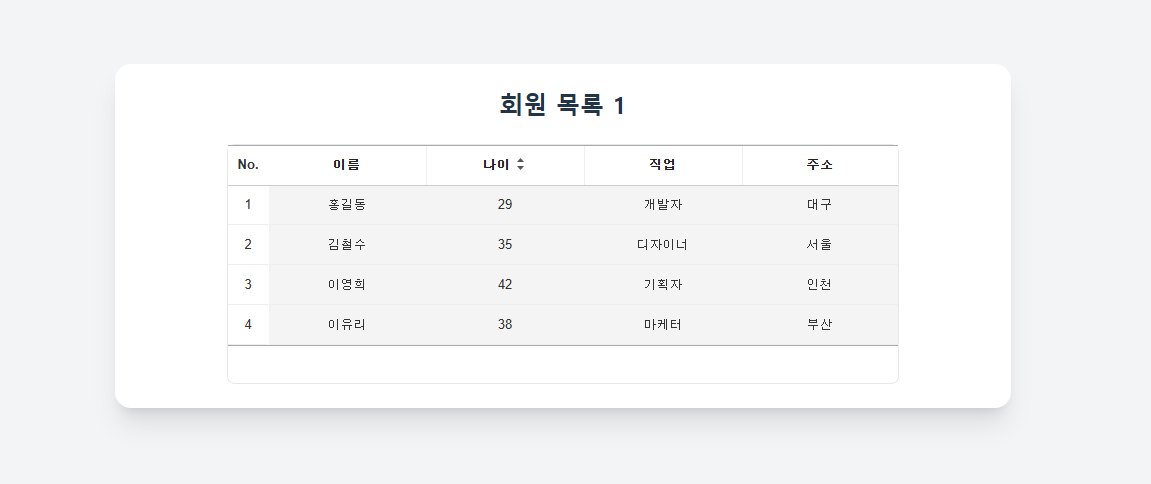 회원 목록 1
No. 이름 나이 직업 주소
1 홍길동 29 개발자 대구
2 김철수 35 디자이너 서울
3 이영희 42 기획자 인천
4 이유리 38 마케터 부산